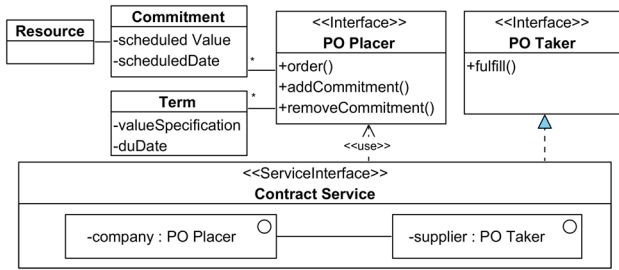 Resource
Commitment
-scheduled Value
-scheduledDate
*
Term
-valueSpecification
-duDate
*
<<Interface>>
PO Placer
+order()
+addCommitment()
+removeCommitment()
<<Interface>>
PO Taker
+fulfill()
<<use>>
<<ServiceInterface>>
Contract Service
-company : PO Placer
-supplier : PO Taker